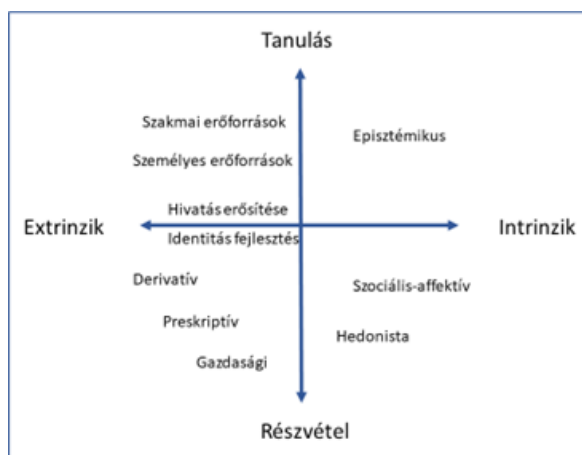 Tanulás
Szakmai erőforrások
Episztémikus
Személyes erőforrások
Hivatás erősítése
Extrinzik
Intrinzik
Identitás fejlesztés
Derivatív
Szociális-affektív
Preskriptív
Hedonista
Gazdasági
Részvétel